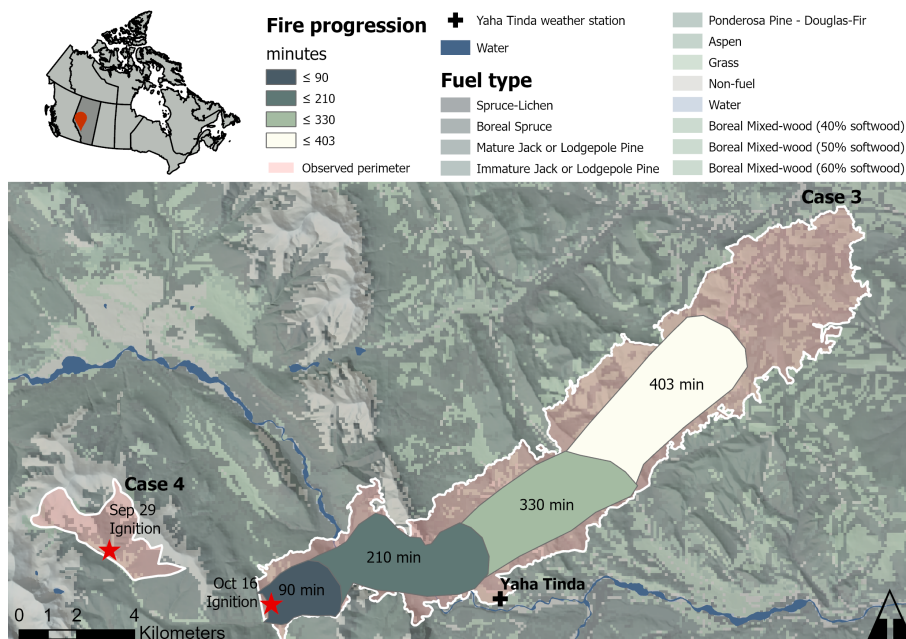 Fire progression
minutes
≤ 90
≤ 210
≤ 330
≤ 403
Observed perimeter
Yaha Tinda weather station
Water
Fuel type
Spruce-Lichen
Boreal Spruce
Mature Jack or Lodgepole Pine
Immature Jack or Lodgepole Pine
Ponderosa Pine - Douglas-Fir
Aspen
Grass
Non-fuel
Water
Boreal Mixed-wood (40% softwood)
Boreal Mixed-wood (50% softwood)
Boreal Mixed-wood (60% softwood)
Case 3
403 min
Case 4
Sep 29
Ignition
330 min
210 min
Oct 16
Ignition
90 min
Yaha Tinda
0 1 2 4
Kilometers